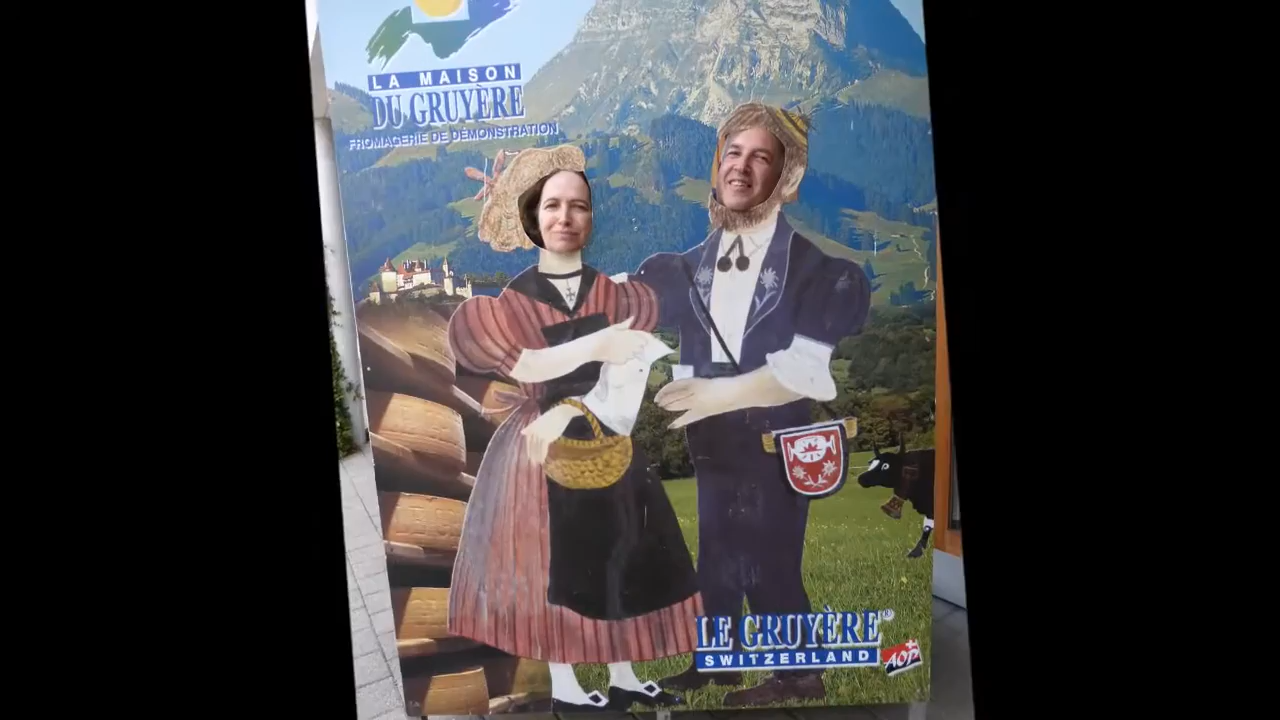 LA MAISON
DU GRUYÈRE
FROMAGERIE DE DÉMONSTRATION
LE GRUYÈRE®
SWITZERLAND
AOP